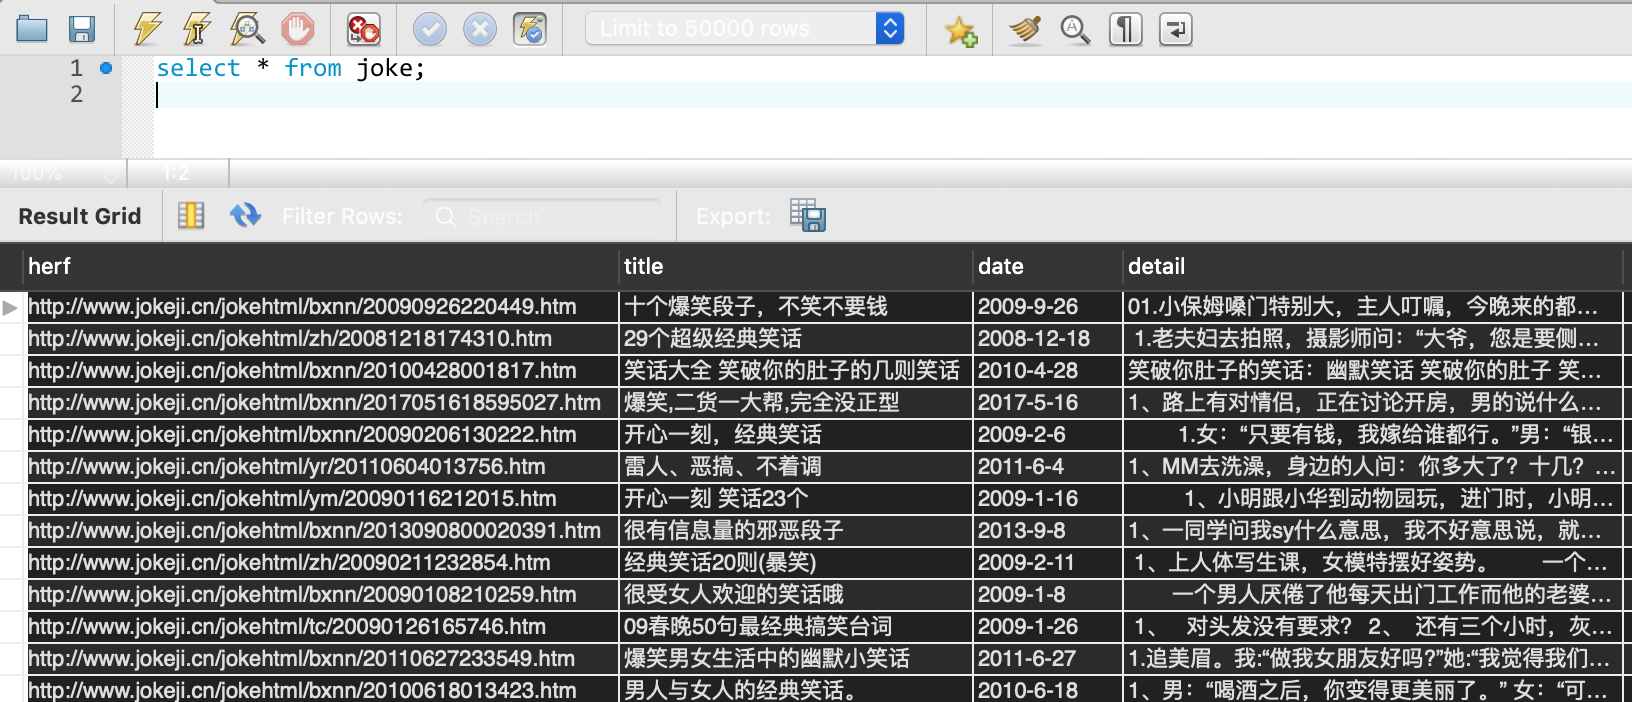 Limit to 50000 rows
1 select * from joke;
2
100% 1:2
Result Grid Filter Rows: Search Export:
herf title date detail
http://www.jokeji.cn/jokehtml/bxnn/20090926220449.htm 十个爆笑段子，不笑不要钱 2009-9-26 01.小保姆嗓门特别大，主人叮嘱，今晚来的都...
http://www.jokeji.cn/jokehtml/zh/20081218174310.htm 29个超级经典笑话 2008-12-18 1.老夫妇去拍照，摄影师问：“大爷，您是要侧...
http://www.jokeji.cn/jokehtml/bxnn/20100428001817.htm 笑话大全 笑破你的肚子的几则笑话 2010-4-28 笑破你肚子的笑话：幽默笑话 笑破你的肚子 笑...
http://www.jokeji.cn/jokehtml/bxnn/2017051618595027.htm 爆笑,二货一大帮,完全没正型 2017-5-16 1、路上有对情侣，正在讨论开房，男的说什么...
http://www.jokeji.cn/jokehtml/bxnn/20090206130222.htm 开心一刻，经典笑话 2009-2-6 1.女：“只要有钱，我嫁给谁都行。”男：“银...
http://www.jokeji.cn/jokehtml/yr/20110604013756.htm 雷人、恶搞、不着调 2011-6-4 1、MM去洗澡，身边的人问：你多大了？十几？...
http://www.jokeji.cn/jokehtml/ym/20090116212015.htm 开心一刻 笑话23个 2009-1-16 1、小明跟小华到动物园玩，进门时，小明...
http://www.jokeji.cn/jokehtml/bxnn/2013090800020391.htm 很有信息量的邪恶段子 2013-9-8 1、一同学问我sy什么意思，我不好意思说，就...
http://www.jokeji.cn/jokehtml/zh/20090211232854.htm 经典笑话20则(暴笑) 2009-2-11 1、上人体写生课，女模特摆好姿势。 一个...
http://www.jokeji.cn/jokehtml/bxnn/20090108210259.htm 很受女人欢迎的笑话哦 2009-1-8 一个男人厌倦了他每天出门工作而他的老婆...
http://www.jokeji.cn/jokehtml/tc/20090126165746.htm 09春晚50句最经典搞笑台词 2009-1-26 1、 对头发没有要求？ 2、 还有三个小时，灰...
http://www.jokeji.cn/jokehtml/bxnn/20110627233549.htm 爆笑男女生活中的幽默小笑话 2011-6-27 1.追美眉。我:“做我女朋友好吗?”她:“我觉得我们...
http://www.jokeji.cn/jokehtml/bxnn/20100618013423.htm 男人与女人的经典笑话。 2010-6-18 1、男：“喝酒之后，你变得更美丽了。” 女：“可...